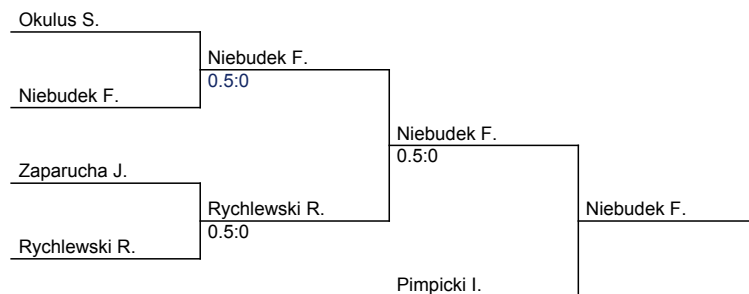 Okulus S.
Niebudek F.
0.5:0
Niebudek F.
Niebudek F.
0.5:0
Zaparucha J.
Rychlewski R.
Niebudek F.
0.5:0
Rychlewski R.
Pimpicki I.